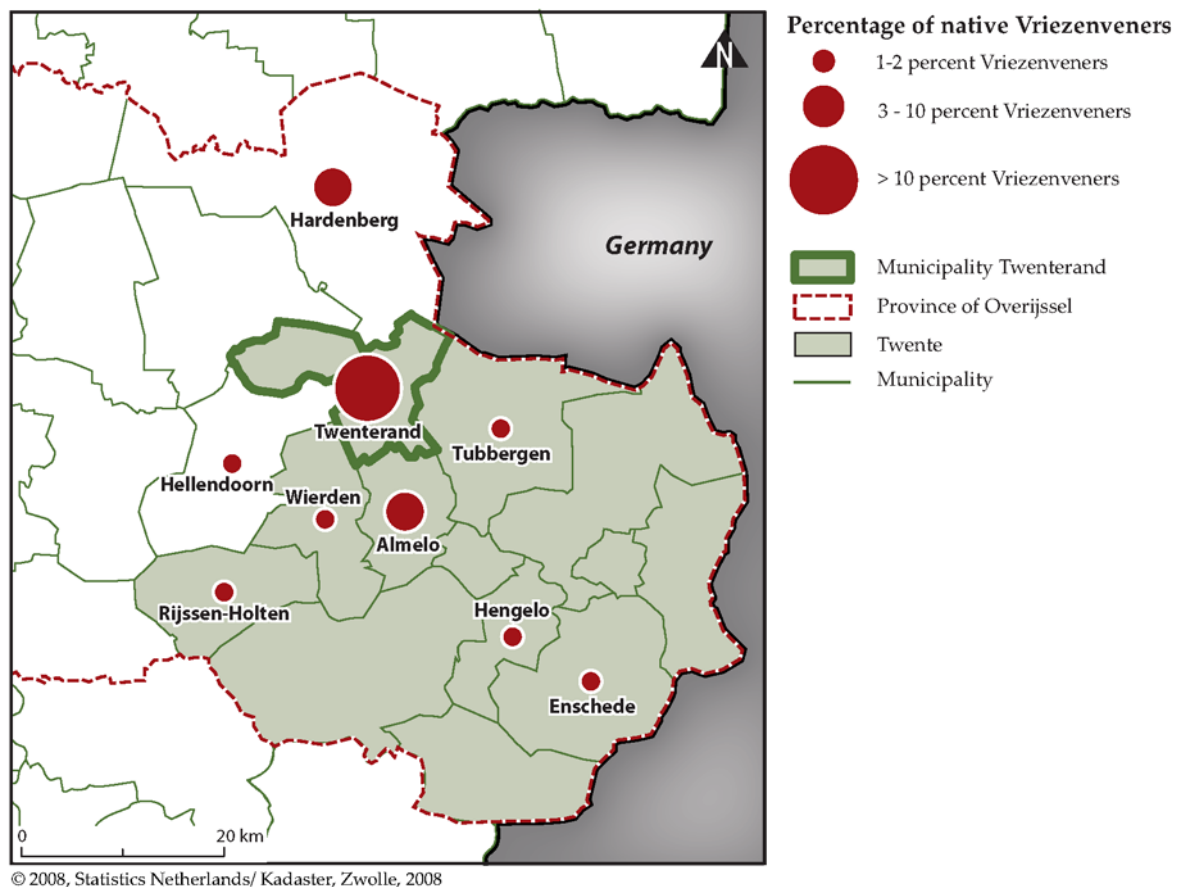 Percentage of native Vriezenveners
1-2 percent Vriezenveners
3 - 10 percent Vriezenveners
> 10 percent Vriezenveners
Municipality Twenterand
Province of Overijssel
Twente
Municipality
N
Hardenberg
Germany
Twenterand
Tubbergen
Hellendoorn
Wierden
Almelo
Rijssen-Holten
Hengelo
Enschede
0 20 km
© 2008, Statistics Netherlands/ Kadaster, Zwolle, 2008